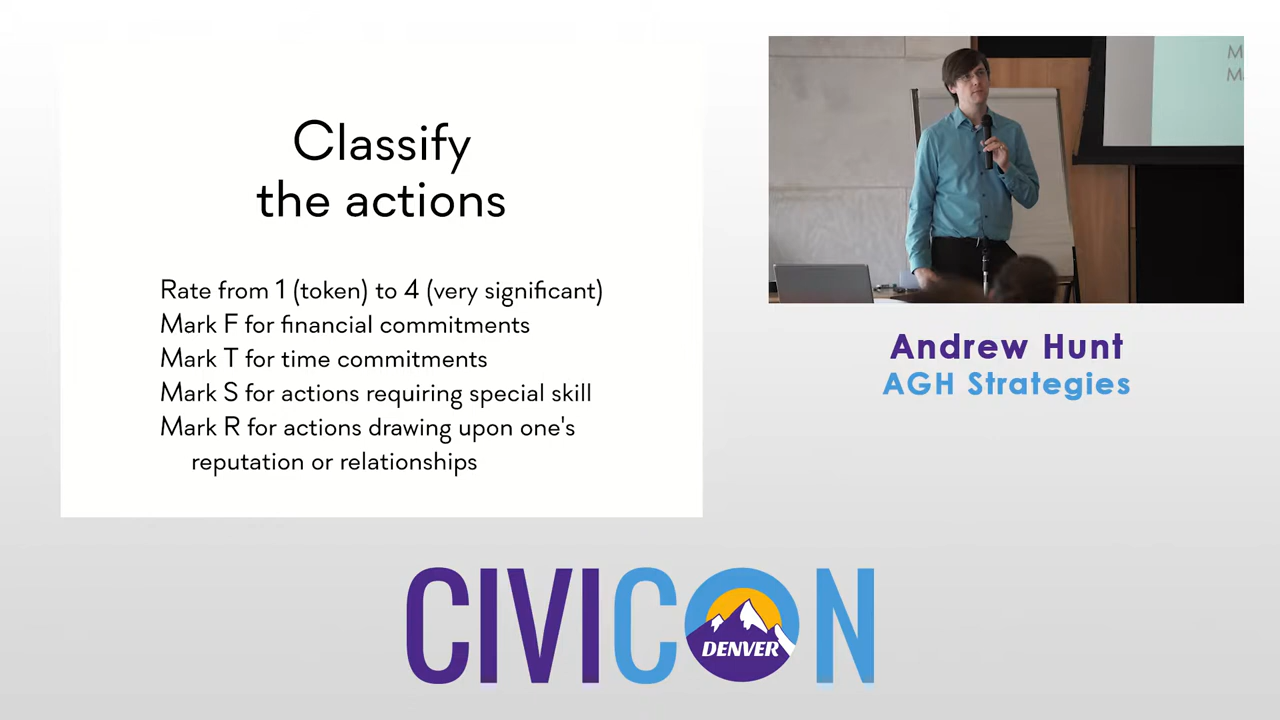 Classify
the actions
Rate from 1 (token) to 4 (very significant)
Mark F for financial commitments
Mark T for time commitments
Mark S for actions requiring special skill
Mark R for actions drawing upon one's
reputation or relationships
Andrew Hunt
AGH Strategies
CIVICON
DENVER